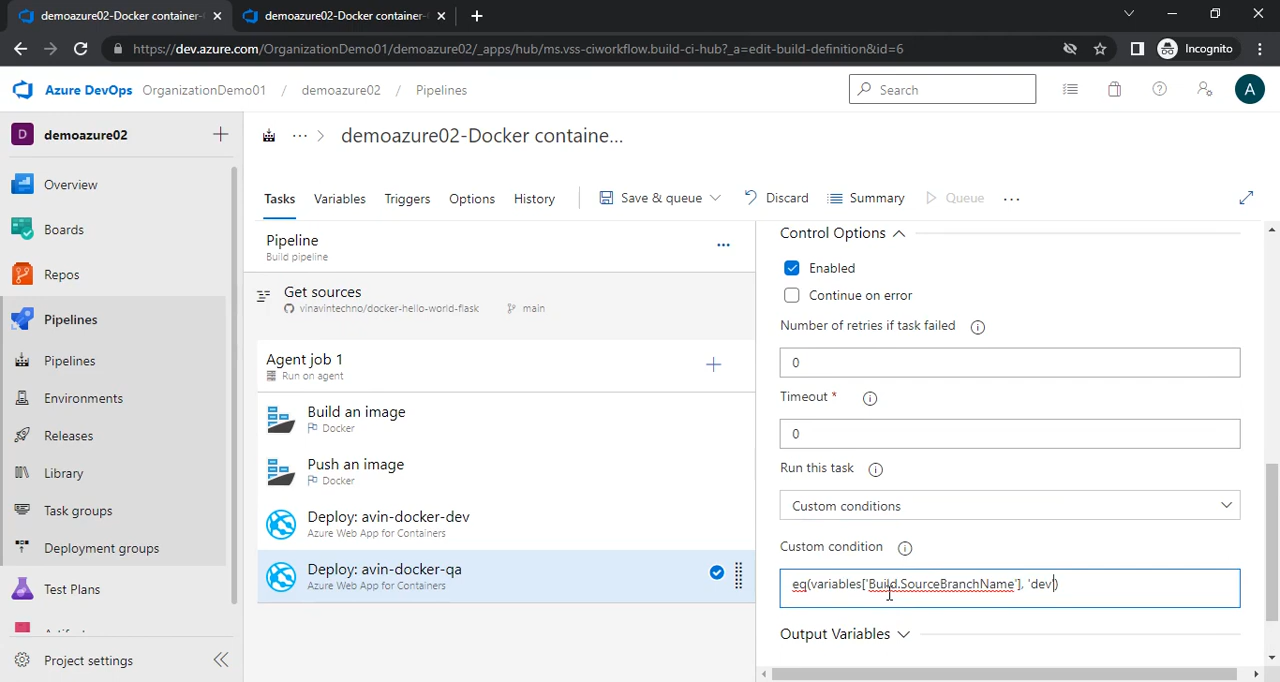 demoazure02-Docker container-
demoazure02-Docker container-
https://dev.azure.com/OrganizationDemo01/demoazure02/_apps/hub/ms.vss-ciworkflow.build-ci-hub?_a=edit-build-definition&id=6
Incognito
Azure DevOps OrganizationDemo01 / demoazure02 / Pipelines
Search
A
D demoazure02
Overview
Boards
Repos
Pipelines
Pipelines
Environments
Releases
Library
Task groups
Deployment groups
Test Plans
Project settings
demoazure02-Docker containe...
Tasks Variables Triggers Options History Save & queue Discard Summary Queue
Pipeline
Build pipeline
Get sources
vinavintechno/docker-hello-world-flask main
Agent job 1
Run on agent
Build an image
Docker
Push an image
Docker
Deploy: avin-docker-dev
Azure Web App for Containers
Deploy: avin-docker-qa
Azure Web App for Containers
Control Options
Enabled
Continue on error
Number of retries if task failed
0
Timeout *
0
Run this task
Custom conditions
Custom condition
eq(variables['Build.SourceBranchName'], 'dev')
Output Variables